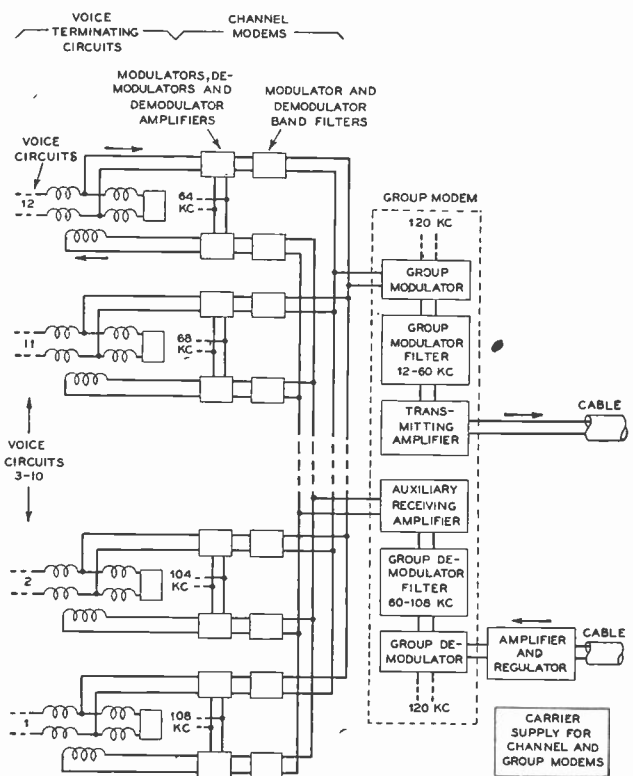 VOICE
TERMINATING
CIRCUITS
CHANNEL
MODEMS
MODULATORS, DE-
MODULATORS AND
DEMODULATOR
AMPLIFIERS
MODULATOR AND
DEMODULATOR
BAND FILTERS
VOICE
CIRCUITS
12
64
KC
GROUP MODEM
120 KC
GROUP
MODULATOR
11
68
KC
GROUP
MODULATOR
FILTER
12-60 KC
TRANS-
MITTING
AMPLIFIER
CABLE
VOICE
CIRCUITS
3-10
AUXILIARY
RECEIVING
AMPLIFIER
2
104
KC
GROUP DE-
MODULATOR
FILTER
60-108 KC
GROUP DE-
MODULATOR
AMPLIFIER
AND
REGULATOR
CABLE
120 KC
1
108
KC
CARRIER
SUPPLY FOR
CHANNEL AND
GROUP MODEMS